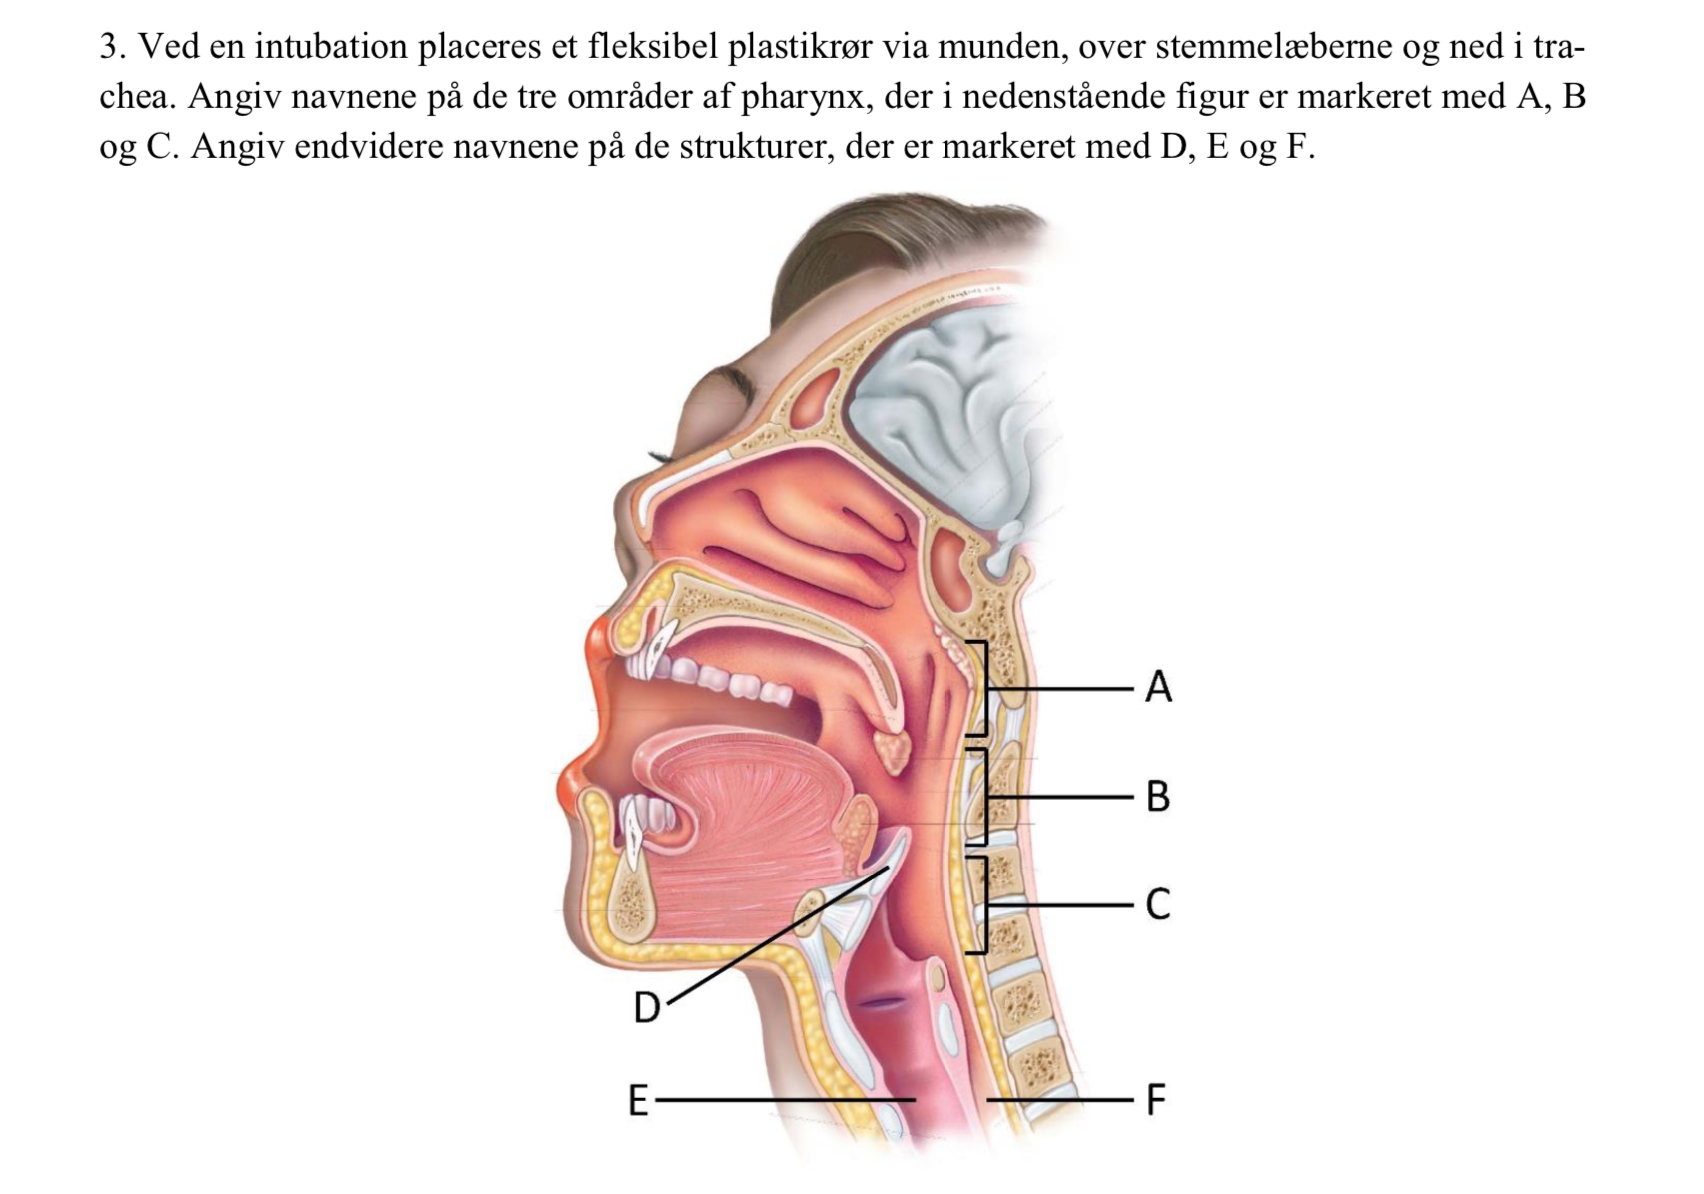 3. Ved en intubation placeres et fleksibel plastikrør via munden, over stemmelæberne og ned i tra-
chea. Angiv navnene på de tre områder af pharynx, der i nedenstående figur er markeret med A, B
og C. Angiv endvidere navnene på de strukturer, der er markeret med D, E og F.
A
B
C
D
E
F